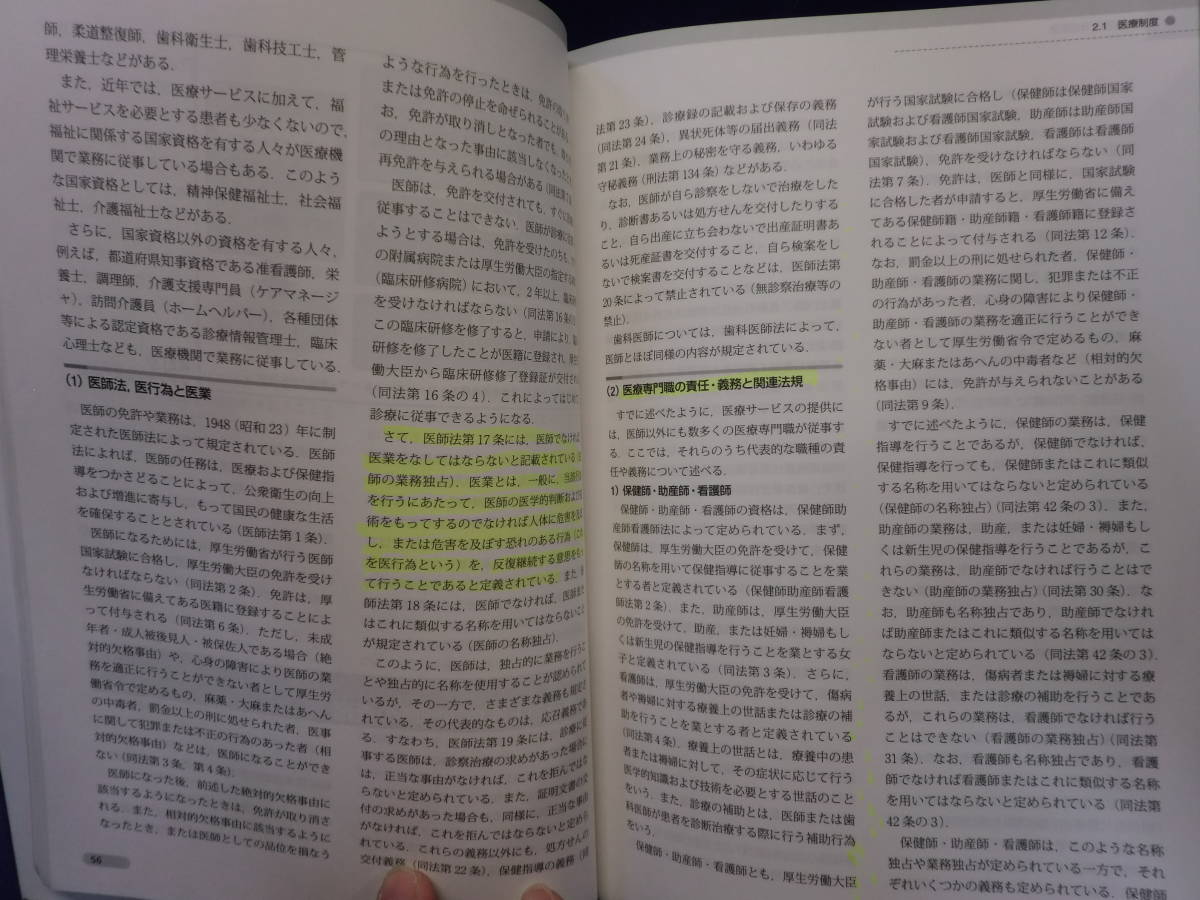 師，柔道整復師，歯科衛生士，歯科技工士，管
理栄養士などがある．
また，近年では，医療サービスに加えて，福
祉サービスを必要とする患者も少なくないので，
福祉に関係する国家資格を有する人々が医療機
関で業務に従事している場合もある．このよう
な国家資格としては，精神保健福祉士，社会福
祉士，介護福祉士などがある．
さらに，国家資格以外の資格を有する人々，
例えば，都道府県知事資格である准看護師，栄
養士，調理師，介護支援専門員（ケアマネージ
ャ），訪問介護員（ホームヘルパー），各種団体
等による認定資格である診療情報管理士，臨床
心理士なども，医療機関で業務に従事している．
(1) 医師法，医行為と医業
医師の免許や業務は，1948（昭和23）年に制
定された医師法によって規定されている．医師
法によれば，医師の任務は，医療および保健指
導をつかさどることによって，公衆衛生の向上
および増進に寄与し，もって国民の健康な生活
を確保することとされている（医師法第1条）．
医師になるためには，厚生労働省が行う医師
国家試験に合格し，厚生労働大臣の免許を受け
なければならない（同法第2条）．免許は，厚
生労働省に備えてある医籍に登録することによ
って付与される（同法第6条）．ただし，未成
年者・成人被後見人・被保佐人である場合（絶
対的欠格事由）や，心身の障害により医師の業
務を適正に行うことができない者として厚生労
働省令で定めるもの，麻薬・大麻またはあへん
の中毒者，罰金以上の刑に処せられた者，医事
に関して犯罪または不正の行為のあった者（相
対的欠格事由）などは，医師になることができ
ない（同法第3条，第4条）．
医師になった後，前述した絶対的欠格事由に
該当するようになったときは，免許が取り消さ
れる．また，相対的欠格事由に該当するように
なったとき，または医師としての品位を損なう
56
ような行為を行ったときは，免許の取り消
または免許の停止を命ぜられることがある
お，免許が取り消しとなった者でも，取り消
の理由となった事由に該当しなくなった
再免許を与えられる場合がある（同法第7条
医師は，免許を交付されても，すぐに診療
従事することはできない．医師が診療に従事
ようとする場合は，免許を受けたのち，
の附属病院または厚生労働大臣の指定する病
（臨床研修病院）において，2年以上，臨床
を受けなければならない（同法第16条の2
この臨床研修を修了すると，申請により，臨
研修を修了したことが医籍に登録され，厚生
働大臣から臨床研修修了登録証が交付され
（同法第16条の4）．これによってはじめ
診療に従事できるようになる．
さて，医師法第17条には，医師でなければ
医業をなしてはならないと記載されている（医
師の業務独占）．医業とは，一般に，当該行為
を行うにあたって，医師の医学的判断および技
術をもってするのでなければ人体に危害を及ぼ
し，または危害を及ぼす恐れのある行為（これ
を医行為という）を，反復継続する意思をもっ
て行うことであると定義されている．また，医
師法第18条には，医師でなければ，医師また
はこれに類似する名称を用いてはならないこと
が規定されている（医師の名称独占）．
このように，医師は，独占的に業務を行うこ
とや独占的に名称を使用することが認められて
いるが，その一方で，さまざまな義務も規定さ
れている．その代表的なものは，応召義務であ
る．すなわち，医師法第19条には，診療に従
事する医師は，診察治療の求めがあった場合に
は，正当な事由がなければ，これを拒んではな
らないと定められている．また，証明文書の交
付の求めがあった場合も，同様に，正当な事由
がなければ，これを拒んではならないと定めら
れている．これらの義務以外にも，処方せんの
交付義務（同法第22条），保健指導の義務（同
2.1 医療制度
法第23条），診療録の記載および保存の義務
（同法第24条），異状死体等の届出義務（同法
第21条），業務上の秘密を守る義務，いわゆる
守秘義務（刑法第134条）などがある．
なお，医師が自ら診察をしないで治療をした
り，診断書あるいは処方せんを交付したりする
こと，自ら出産に立ち会わないで出産証明書あ
るいは死産証書を交付すること，自ら検案をし
ないで検案書を交付することなどは，医師法第
20条によって禁止されている（無診察治療等の
禁止）．
歯科医師については，歯科医師法によって，
医師とほぼ同様の内容が規定されている．
(2) 医療専門職の責任・義務と関連法規
すでに述べたように，医療サービスの提供に
は，医師以外にも数多くの医療専門職が従事す
る．ここでは，それらのうち代表的な職種の責
任や義務について述べる．
1) 保健師・助産師・看護師
保健師・助産師・看護師の資格は，保健師助
産師看護師法によって定められている．まず，
保健師は，厚生労働大臣の免許を受けて，保健
師の名称を用いて保健指導に従事することを業
とする者と定義されている（保健師助産師看護
師法第2条）．また，助産師は，厚生労働大臣
の免許を受けて，助産，または妊婦・褥婦もし
くは新生児の保健指導を行うことを業とする女
子と定義されている（同法第3条）．さらに，
看護師は，厚生労働大臣の免許を受けて，傷病
者や褥婦に対する療養上の世話または診療の補
助を行うことを業とする者と定義されている
（同法第4条）．療養上の世話とは，療養中の患
者または褥婦に対して，その症状に応じて行う
医学的知識および技術を必要とする世話のこと
をいう．また，診療の補助とは，医師または歯
科医師が患者を診断治療する際に行う補助行為
をいう．
保健師・助産師・看護師とも，厚生労働大臣
が行う国家試験に合格し（保健師は保健師国家
試験および看護師国家試験，助産師は助産師国
家試験および看護師国家試験，看護師は看護師
国家試験），免許を受けなければならない（同
法第7条）．免許は，医師と同様に，国家試験
に合格した者が申請すると，厚生労働省に備え
てある保健師籍・助産師籍・看護師籍に登録さ
れることによって付与される（同法第12条）．
なお，罰金以上の刑に処せられた者，保健師・
助産師・看護師の業務に関し，犯罪または不正
の行為があった者，心身の障害により保健師・
助産師・看護師の業務を適正に行うことができ
ない者として厚生労働省令で定めるもの，麻
薬・大麻またはあへんの中毒者など（相対的欠
格事由）には，免許が与えられないことがある
（同法第9条）．
すでに述べたように，保健師の業務は，保健
指導を行うことであるが，保健師でなければ，
保健指導を行っても，保健師またはこれに類似
する名称を用いてはならないと定められている
（保健師の名称独占）（同法第42条の3）．また，
助産師の業務は，助産，または妊婦・褥婦もし
くは新生児の保健指導を行うことであるが，こ
れらの業務は，助産師でなければ行うことはで
きない（助産師の業務独占）（同法第30条）．な
お，助産師も名称独占であり，助産師でなけれ
ば助産師またはこれに類似する名称を用いては
ならないと定められている（同法第42条の3）．
看護師の業務は，傷病者または褥婦に対する療
養上の世話，または診療の補助を行うことであ
るが，これらの業務は，看護師でなければ行う
ことはできない（看護師の業務独占）（同法第
31条）．なお，看護師も名称独占であり，看護
師でなければ看護師またはこれに類似する名称
を用いてはならないと定められている（同法第
42条の3）．
保健師・助産師・看護師は，このような名称
独占や業務独占が定められている一方で，それ
ぞれいくつかの義務も定められている．保健師